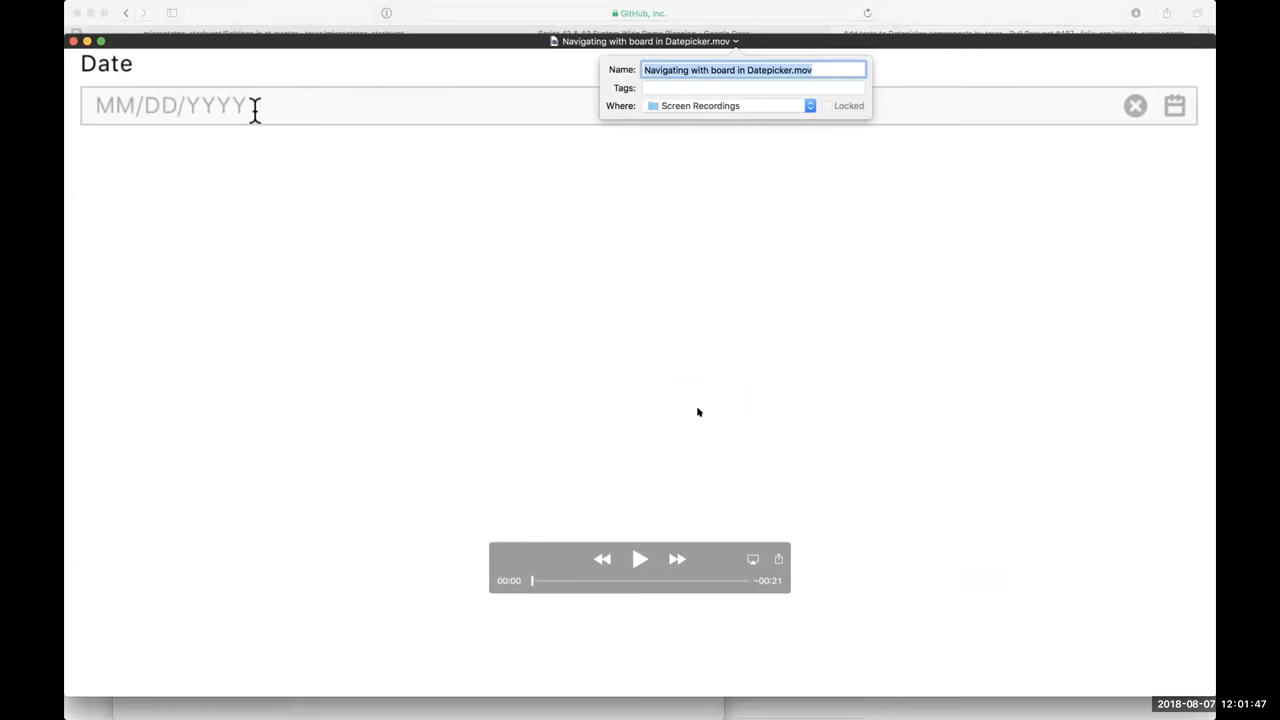 GitHub, Inc.
Navigating with board in Datepicker.mov
Date
Name: Navigating with board in Datepicker.mov
Tags:
Where: Screen Recordings Locked
MM/DD/YYYY
00:00 -00:21
2018-08-07 12:01:47